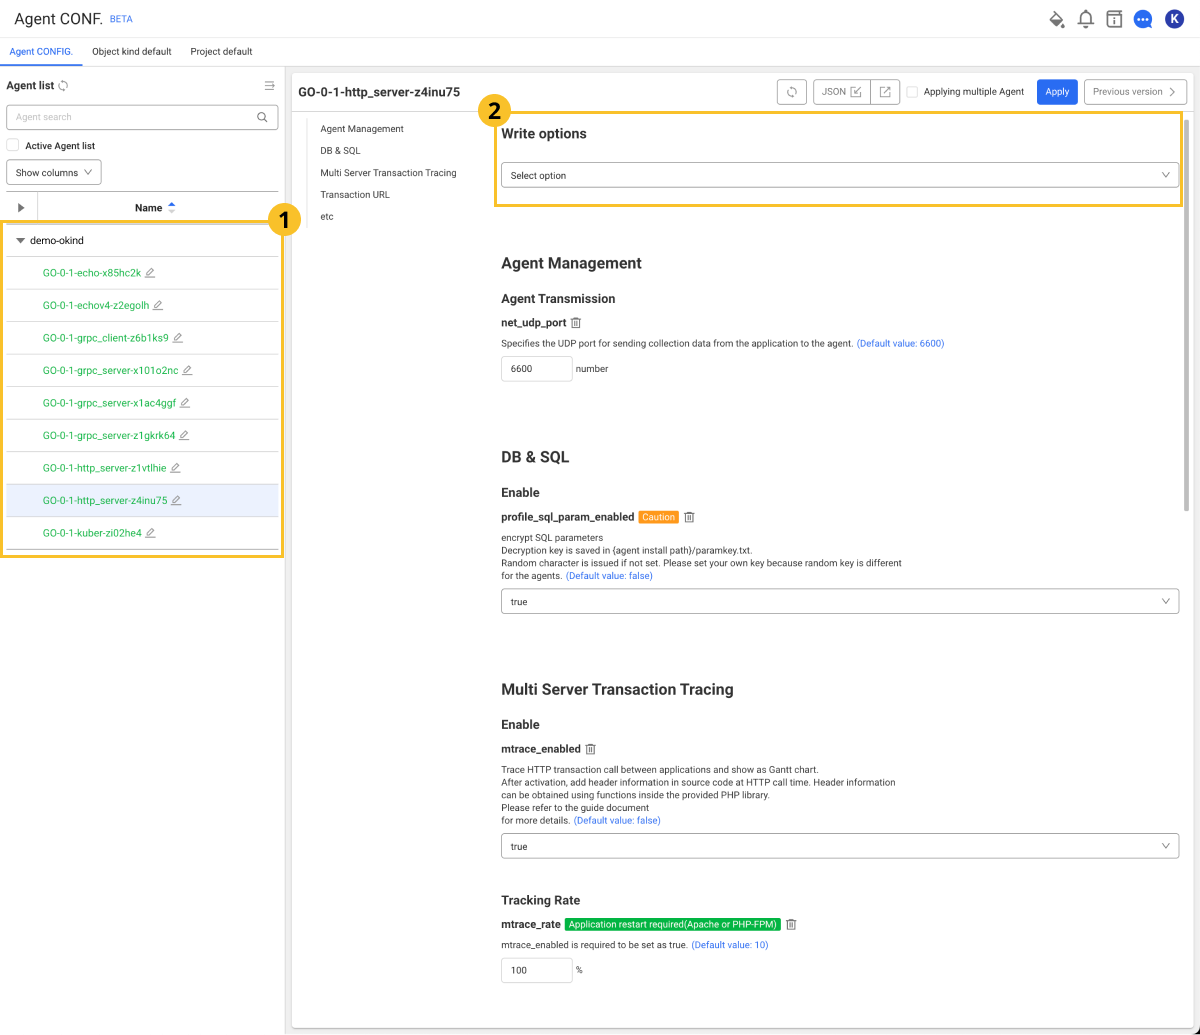 Agent CONF. BETA
K
Agent CONFIG. Object kind default Project default
Agent list
Agent search
Active Agent list
Show columns
Name
1
demo-okind
GO-0-1-echo-x85hc2k
GO-0-1-echov4-z2egolh
GO-0-1-grpc_client-z6b1ks9
GO-0-1-grpc_server-x101o2nc
GO-0-1-grpc_server-x1ac4ggf
GO-0-1-grpc_server-z1gkrk64
GO-0-1-http_server-z1vtlhie
GO-0-1-http_server-z4inu75
GO-0-1-kuber-zi02he4
GO-0-1-http_server-z4inu75
JSON
Applying multiple Agent
Apply
Previous version
Agent Management
DB & SQL
Multi Server Transaction Tracing
Transaction URL
etc
2
Write options
Select option
Agent Management
Agent Transmission
net_udp_port
Specifies the UDP port for sending collection data from the application to the agent. (Default value: 6600)
6600 number
DB & SQL
Enable
profile_sql_param_enabled Caution
encrypt SQL parameters
Decryption key is saved in {agent install path}/paramkey.txt.
Random character is issued if not set. Please set your own key because random key is different
for the agents. (Default value: false)
true
Multi Server Transaction Tracing
Enable
mtrace_enabled
Trace HTTP transaction call between applications and show as Gantt chart.
After activation, add header information in source code at HTTP call time. Header information
can be obtained using functions inside the provided PHP library.
Please refer to the guide document
for more details. (Default value: false)
true
Tracking Rate
mtrace_rate Application restart required(Apache or PHP-FPM)
mtrace_enabled is required to be set as true. (Default value: 10)
100 %